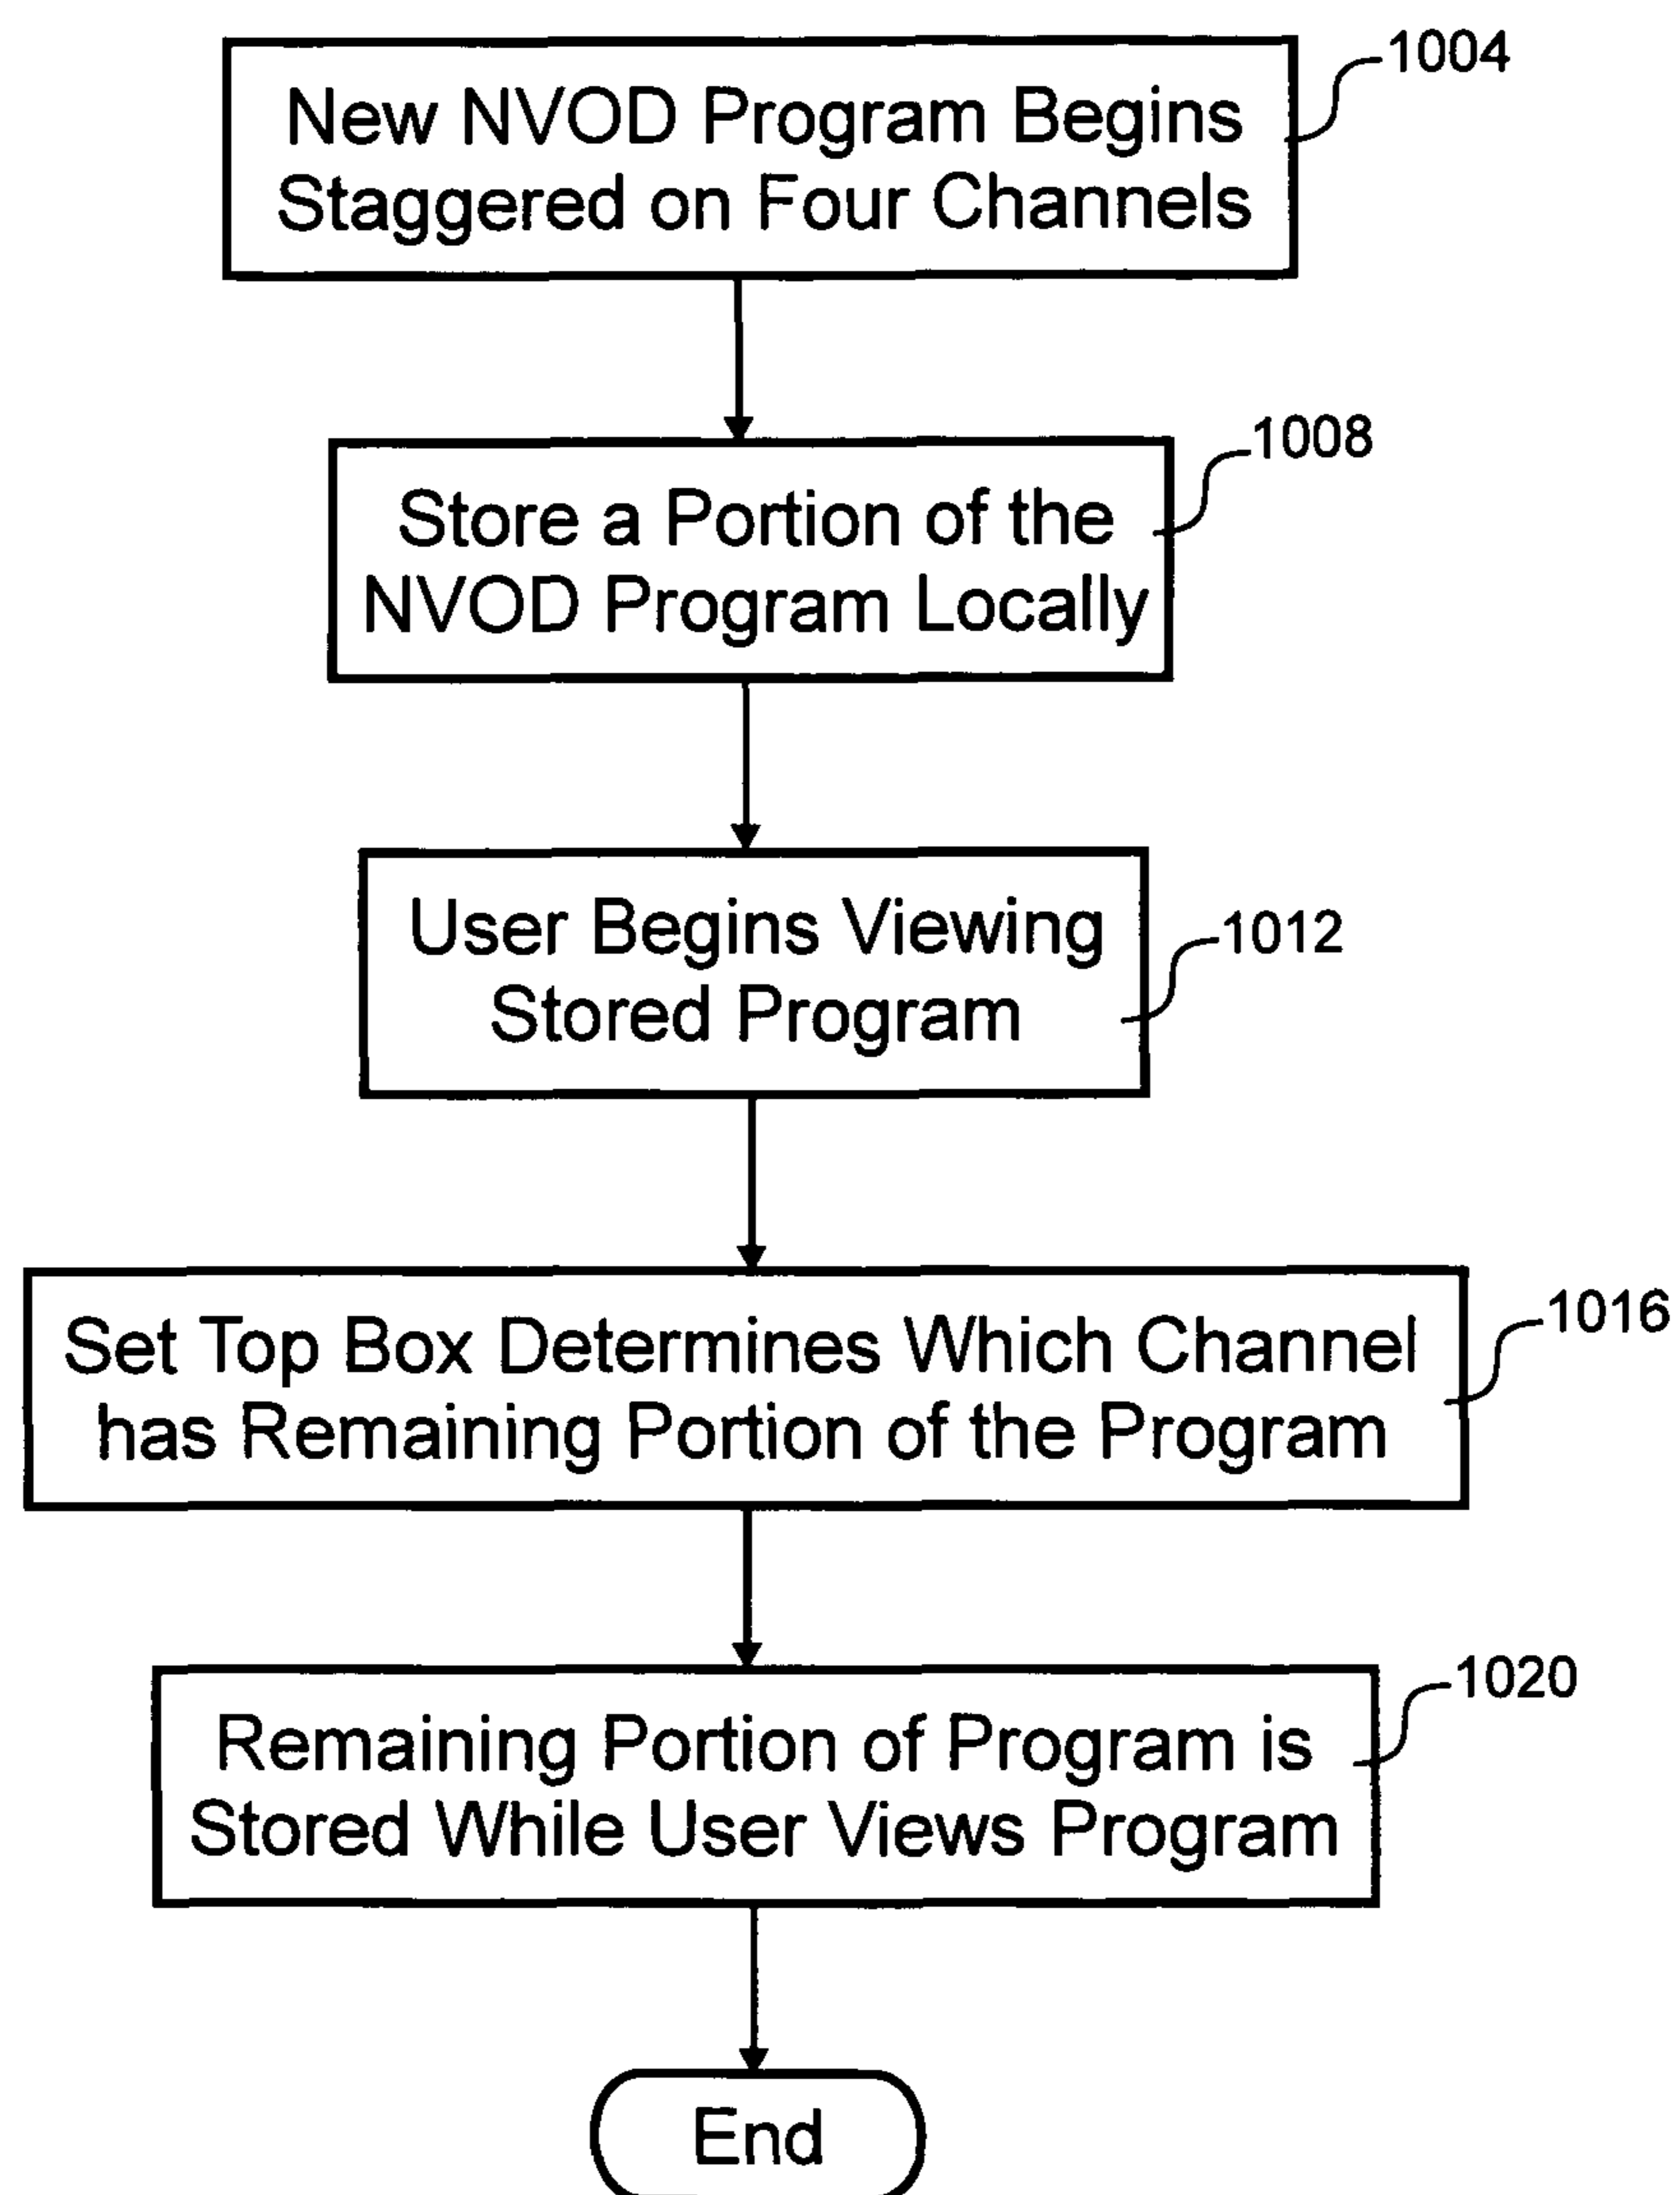 1004
New NVOD Program Begins
Staggered on Four Channels
1008
Store a Portion of the
NVOD Program Locally
User Begins Viewing
1012
Stored Program
1016
Set Top Box Determines Which Channel
has Remaining Portion of the Program
1020
Remaining Portion of Program is
Stored While User Views Program
End